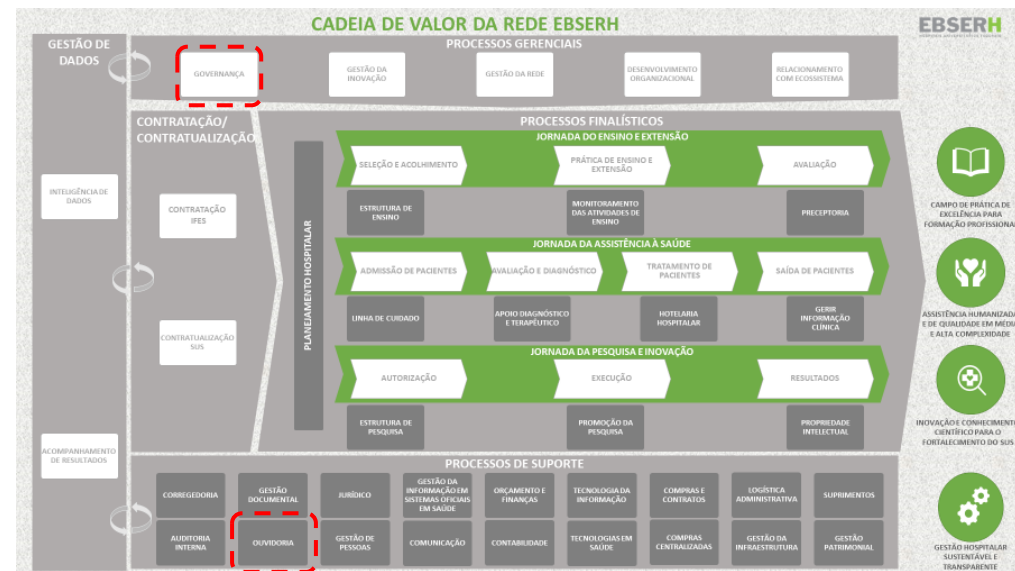 CADEIA DE VALOR DA REDE EBSERH
EBSERH
GESTÃO DE
DADOS
PROCESSOS GERENCIAIS
GOVERNANÇA
GESTÃO DA
INOVAÇÃO
GESTÃO DA REDE
DESENVOLVIMENTO
ORGANIZACIONAL
RELACIONAMENTO
COM ECOSSISTEMA
INTELIGÊNCIA DE
DADOS
ACOMPANHAMENTO
DE RESULTADOS
CONTRATAÇÃO/
CONTRATUALIZAÇÃO
CONTRATAÇÃO
IFES
CONTRATUALIZAÇÃO
SUS
PROCESSOS FINALÍSTICOS
PLANEJAMENTO HOSPITALAR
JORNADA DO ENSINO E EXTENSÃO
SELEÇÃO E ACOLHIMENTO
PRÁTICA DE ENSINO E
EXTENSÃO
AVALIAÇÃO
ESTRUTURA DE
ENSINO
MONITORAMENTO
DAS ATIVIDADES DE
ENSINO
PRECEPTORIA
JORNADA DA ASSISTÊNCIA À SAÚDE
ADMISSÃO DE PACIENTES
AVALIAÇÃO E DIAGNÓSTICO
TRATAMENTO DE
PACIENTES
SAÍDA DE PACIENTES
LINHA DE CUIDADO
APOIO DIAGNÓSTICO
E TERAPÊUTICO
HOTELARIA
HOSPITALAR
GERIR
INFORMAÇÃO
CLÍNICA
JORNADA DA PESQUISA E INOVAÇÃO
AUTORIZAÇÃO
EXECUÇÃO
RESULTADOS
ESTRUTURA DE
PESQUISA
PROMOÇÃO DA
PESQUISA
PROPRIEDADE
INTELECTUAL
PROCESSOS DE SUPORTE
CORREGEDORIA
GESTÃO
DOCUMENTAL
JURÍDICO
GESTÃO DA
INFORMAÇÃO EM
SISTEMAS OFICIAIS
EM SAÚDE
ORÇAMENTO E
FINANÇAS
TECNOLOGIA DA
INFORMAÇÃO
COMPRAS E
CONTRATOS
LOGÍSTICA
ADMINISTRATIVA
SUPRIMENTOS
AUDITORIA
INTERNA
OUVIDORIA
GESTÃO DE
PESSOAS
COMUNICAÇÃO
CONTABILIDADE
TECNOLOGIAS EM
SAÚDE
COMPRAS
CENTRALIZADAS
GESTÃO DA
INFRAESTRUTURA
GESTÃO
PATRIMONIAL
CAMPO DE PRÁTICA DE
EXCELÊNCIA PARA
FORMAÇÃO PROFISSIONA
ASSISTÊNCIA HUMANIZADA
E DE QUALIDADE EM MÉDI
E ALTA COMPLEXIDADE
INOVAÇÃO E CONHECIMENT
CIENTÍFICO PARA O
FORTALECIMENTO DO SUS
GESTÃO HOSPITALAR
SUSTENTÁVEL E
TRANSPARENTE